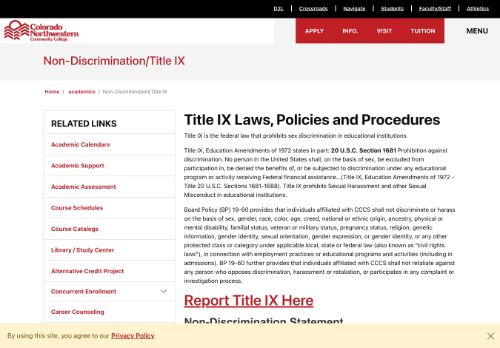 D2L | Crossroads | Navigate | Students | Faculty/Staff | Athletics
Colorado
Northwestern
Community College
APPLY INFO. VISIT TUITION MENU
Non-Discrimination/Title IX
Home / academics / Non-Discrimination/Title IX
RELATED LINKS
Academic Calendars
Academic Support
Academic Assessment
Course Schedules
Course Catalogs
Library / Study Center
Alternative Credit Project
Concurrent Enrollment
Career Counseling
Title IX Laws, Policies and Procedures
Title IX is the federal law that prohibits sex discrimination in educational institutions.
Title IX, Education Amendments of 1972 states in part: 20 U.S.C. Section 1681 Prohibition against
discrimination. No person in the United States shall, on the basis of sex, be excluded from
participation in, be denied the benefits of, or be subjected to discrimination under any education
program or activity receiving Federal financial assistance...(Title IX, Education Amendments of 1972 -
Title 20 U.S.C. Sections 1681-1688). Title IX prohibits Sexual Harassment and other Sexual
Misconduct in educational institutions.
Board Policy (BP) 19-60 provides that individuals affiliated with CCCS shall not discriminate or harass
on the basis of sex, gender, race, color, age, creed, national or ethnic origin, ancestry, physical or
mental disability, familial status, veteran or military status, pregnancy status, religion, genetic
information, gender identity, sexual orientation, gender expression, or gender identity, or any other
protected class or category under applicable local, state or federal law (also known as "civil rights
laws"), in connection with employment practices or educational programs and activities (including in
admissions). BP 19-60 further provides that individuals affiliated with CCCS shall not retaliate against
any person who opposes discrimination, harassment or retaliation, or participates in any complaint or
investigation process.
Report Title IX Here
Non-Discrimination Statement
By using this site, you agree to our Privacy Policy